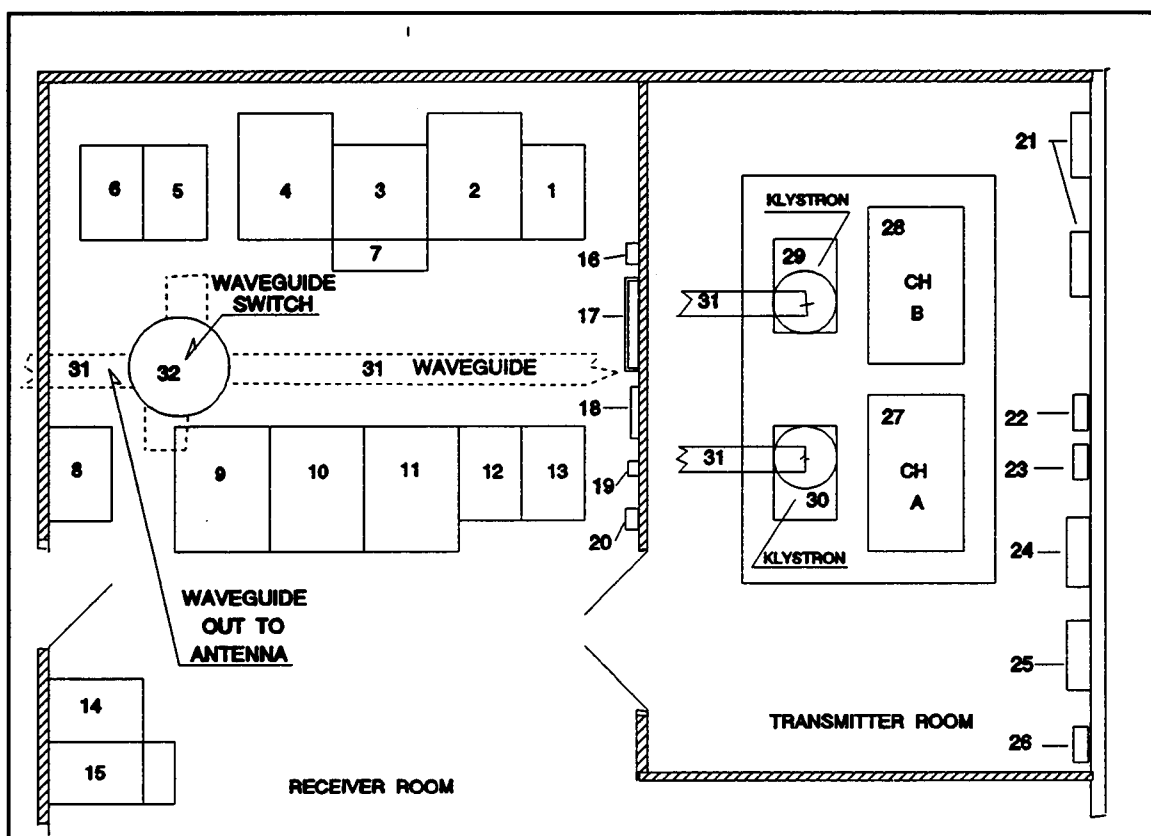 6
5
4
3
2
1
7
16
17
WAVEGUIDE
SWITCH
31
32
31
WAVEGUIDE
18
8
9
10
11
12
13
19
20
WAVEGUIDE
OUT TO
ANTENNA
14
15
RECEIVER ROOM
21
KLYSTRON
29
28
CH
B
31
27
CH
A
31
30
KLYSTRON
22
23
24
25
26
TRANSMITTER ROOM